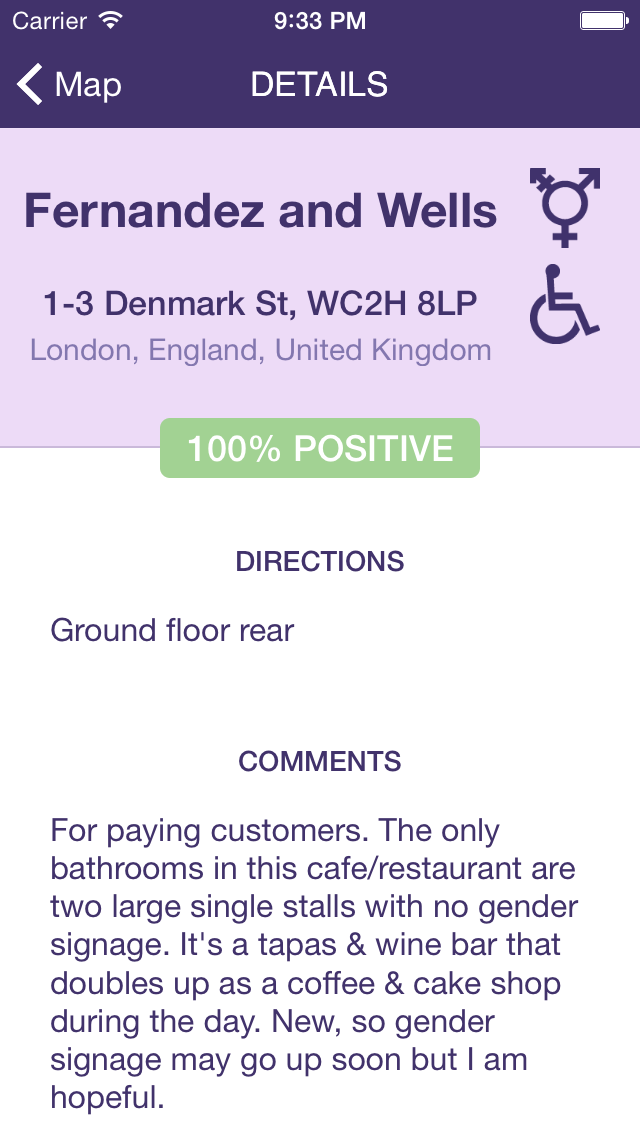 Carrier
9:33 PM
Map
DETAILS
Fernandez and Wells
1-3 Denmark St, WC2H 8LP
London, England, United Kingdom
100% POSITIVE
DIRECTIONS
Ground floor rear
COMMENTS
For paying customers. The only
bathrooms in this cafe/restaurant are
two large single stalls with no gender
signage. It's a tapas & wine bar that
doubles up as a coffee & cake shop
during the day. New, so gender
signage may go up soon but I am
hopeful.